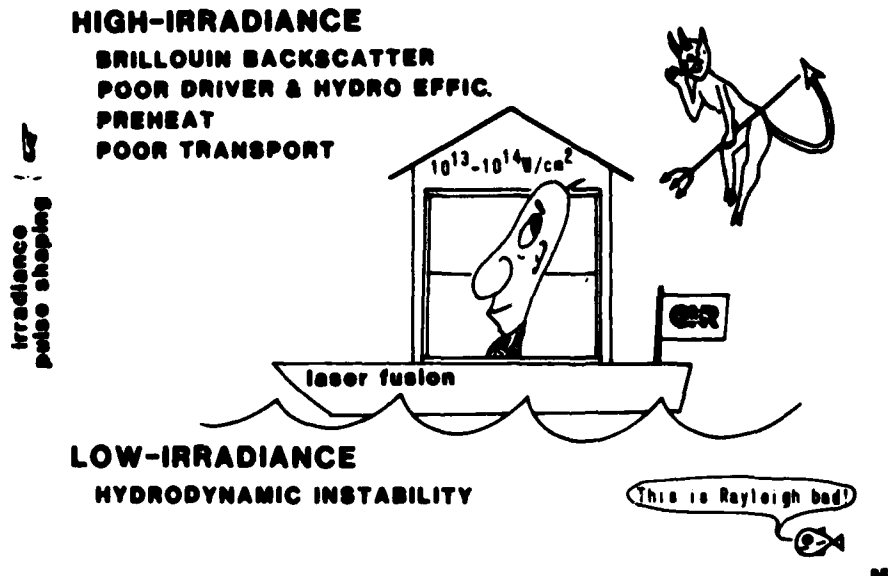 HIGH-IRRADIANCE
BRILLOUIN BACKSCATTER
POOR DRIVER & HYDRO EFFIC.
PREHEAT
POOR TRANSPORT
irradiance
pulse shaping
10¹³-10¹⁴W/cm²
laser fusion
LOW-IRRADIANCE
HYDRODYNAMIC INSTABILITY
This is Rayleigh bad!